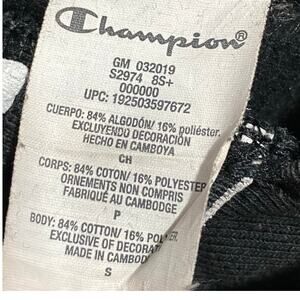 Champion
GM 032019
S2974 8S+
000000
UPC: 192503597672
CUERPO: 84% ALGODÓN/ 16% poliéster.
EXCLUYENDO DECORACIÓN
HECHO EN CAMBOYA
CH
CORPS: 84% COTON/ 16% POLYESTER
ORNEMENTS NON COMPRIS
FABRIQUÉ AU CAMBODGE
P
BODY: 84% COTTON/ 16% POLY
EXCLUSIVE OF DECORAT
MADE IN CAMBOD
S